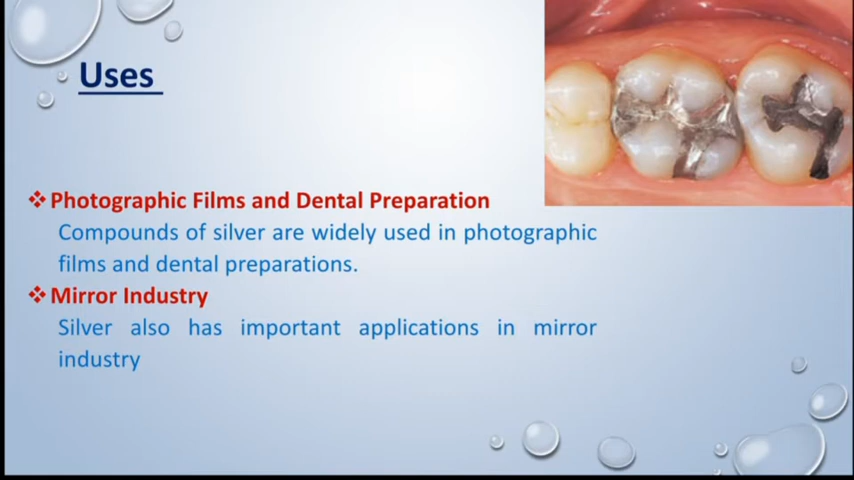 Uses
❖ Photographic Films and Dental Preparation
Compounds of silver are widely used in photographic
films and dental preparations.
❖ Mirror Industry
Silver also has important applications in mirror
industry